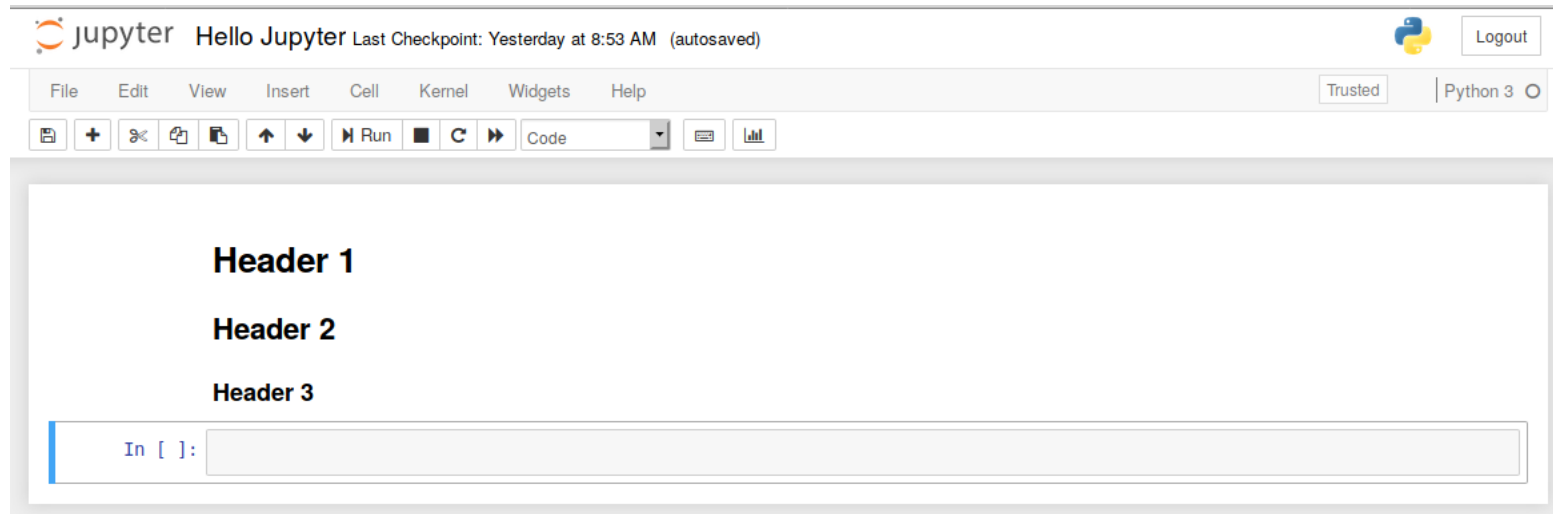 jupyter Hello Jupyter Last Checkpoint: Yesterday at 8:53 AM (autosaved) Logout
File Edit View Insert Cell Kernel Widgets Help Trusted Python 3
Run Code
Header 1
Header 2
Header 3
In [ ]: